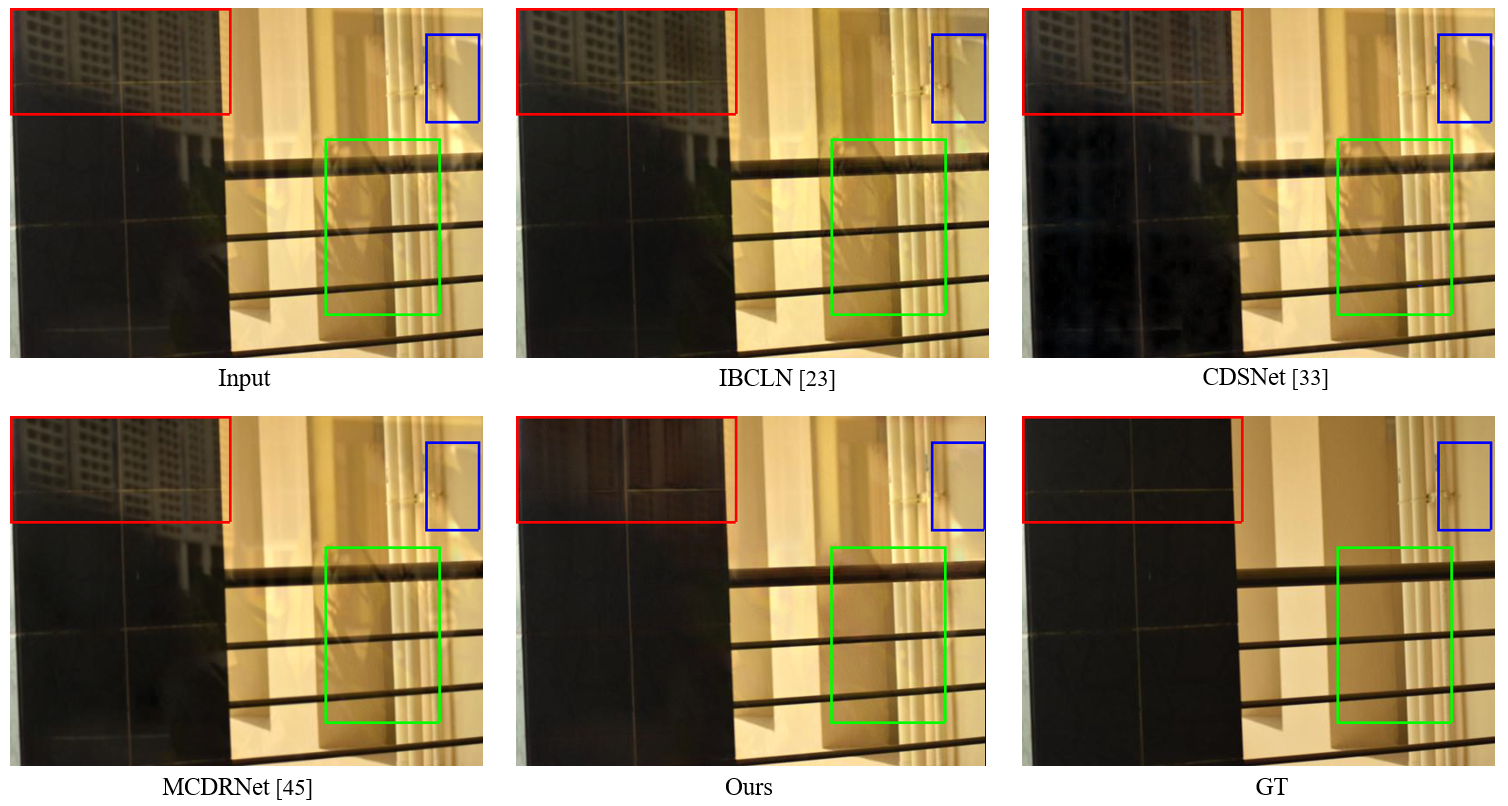 Input
IBCLN [23]
CDSNet [33]
MCDRNet [45]
Ours
GT